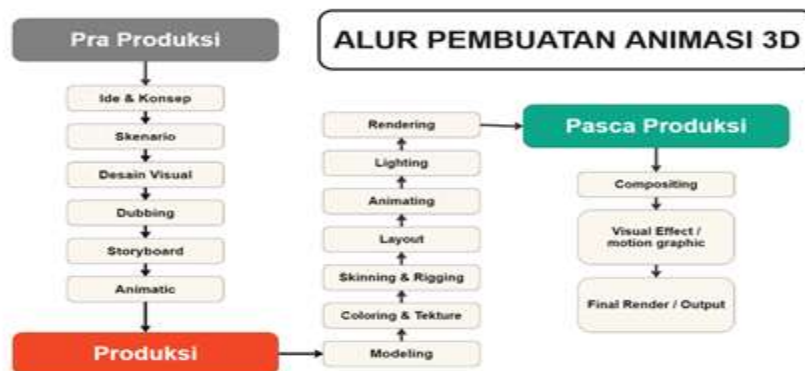 ALUR PEMBUATAN ANIMASI 3D
Pra Produksi
Ide & Konsep
Skenario
Desain Visual
Dubbing
Storyboard
Animatic
Produksi
Modeling
Coloring & Tekture
Skinning & Rigging
Layout
Animating
Lighting
Rendering
Pasca Produksi
Compositing
Visual Effect /
motion graphic
Final Render / Output